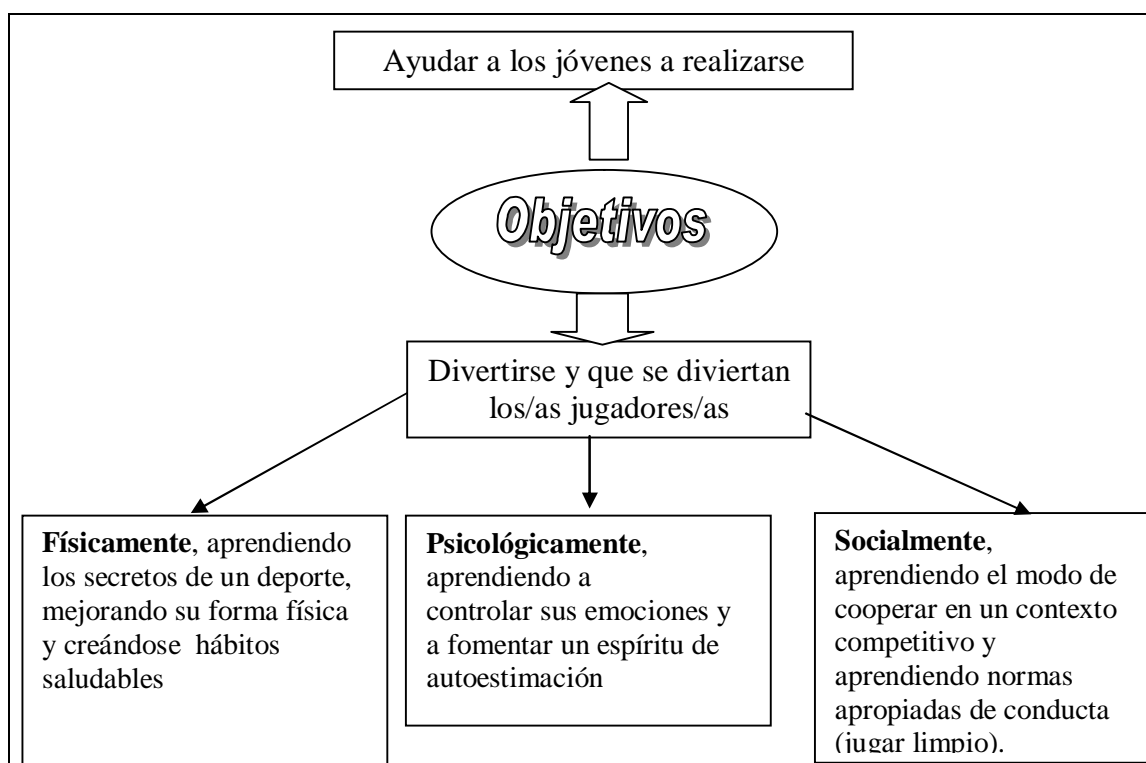 Ayudar a los jóvenes a realizarse
Objetivos
Divertirse y que se diviertan
los/as jugadores/as
Físicamente, aprendiendo
los secretos de un deporte,
mejorando su forma física
y creándose hábitos
saludables
Psicológicamente,
aprendiendo a
controlar sus emociones y
a fomentar un espíritu de
autoestimación
Socialmente,
aprendiendo el modo de
cooperar en un contexto
competitivo y
aprendiendo normas
apropiadas de conducta
(jugar limpio).